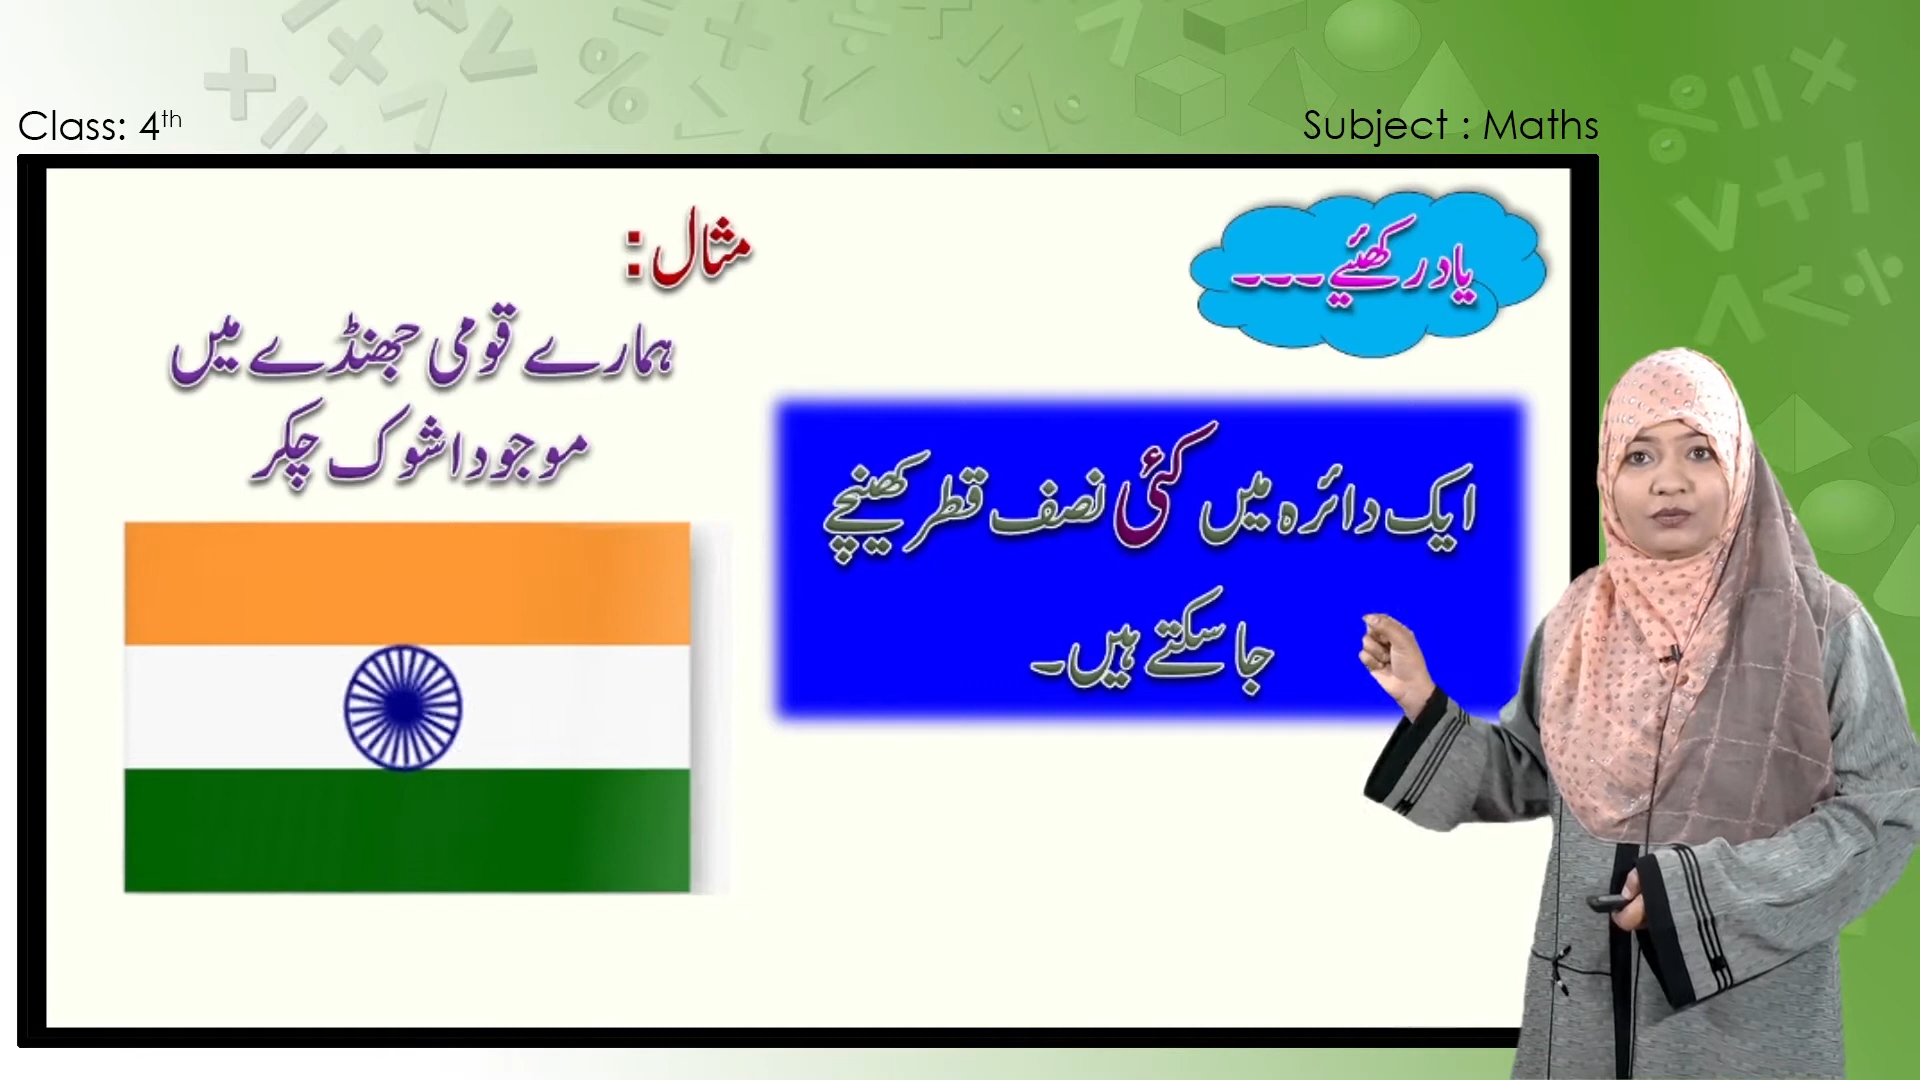 Class: 4th
Subject : Maths
یاد رکھئیے ۔۔۔
ایک دائرہ میں کئی نصف قطر کھینچے
جا سکتے ہیں۔
مثال :
ہمارے قومی جھنڈے میں
موجود اشوک چکر